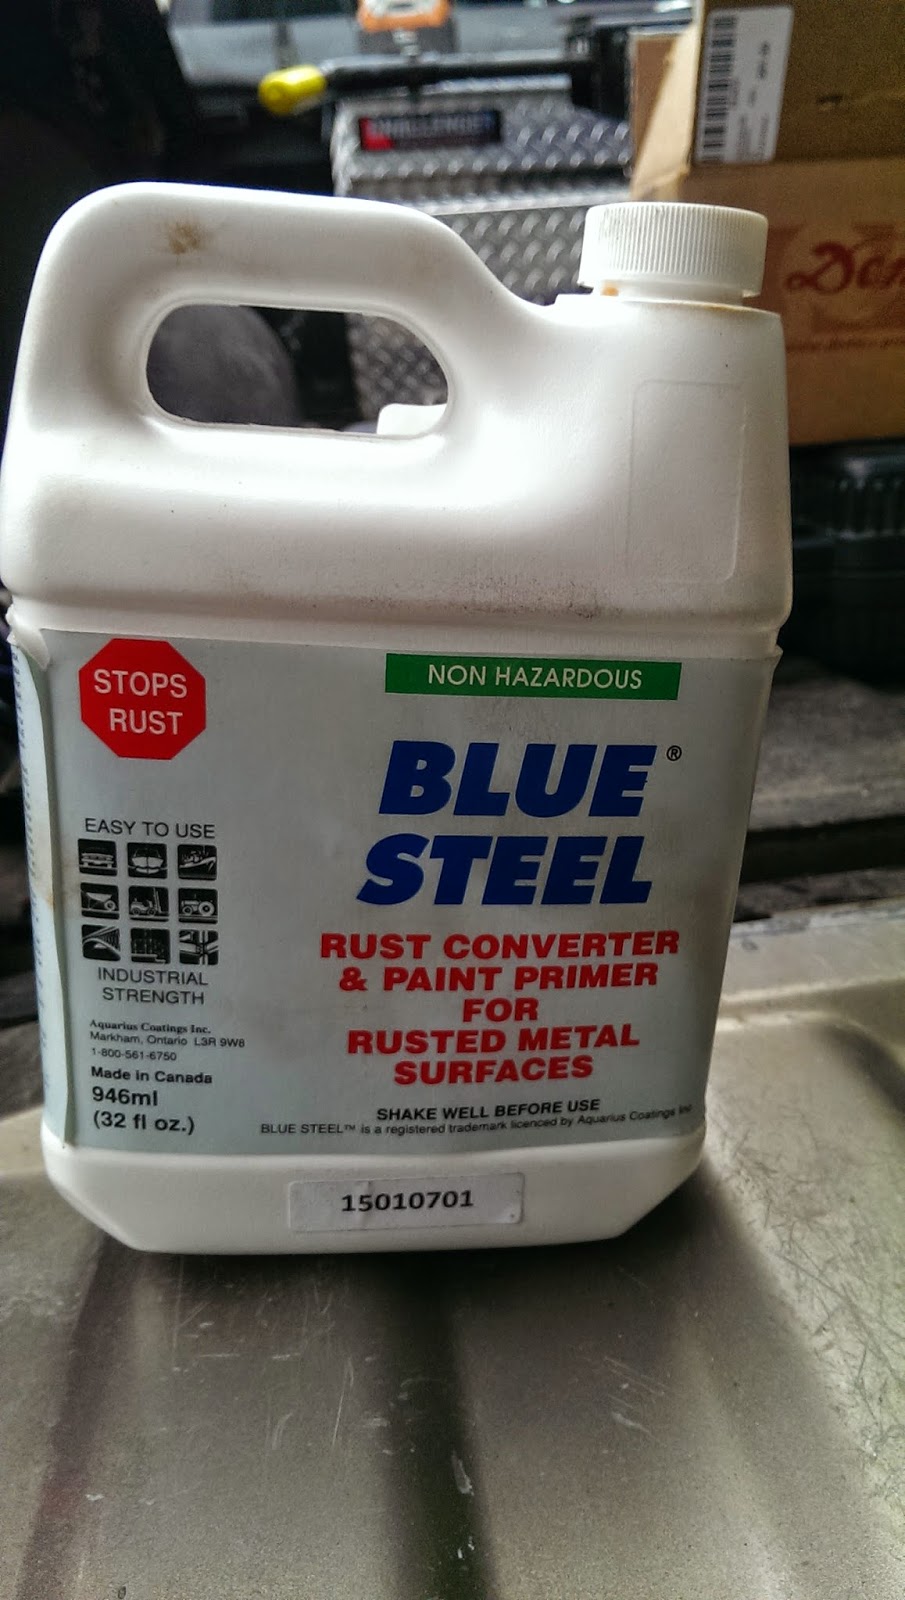 CHALLENGER
STOPS
RUST
NON HAZARDOUS
BLUE ®
STEEL
EASY TO USE
INDUSTRIAL
STRENGTH
RUST CONVERTER
& PAINT PRIMER
FOR
RUSTED METAL
SURFACES
Aquarius Coatings Inc.
Markham, Ontario L3R 9W8
1-800-561-6750
Made in Canada
946ml
(32 fl oz.)
SHAKE WELL BEFORE USE
BLUE STEEL™ is a registered trademark licenced by Aquarius Coatings Inc
15010701